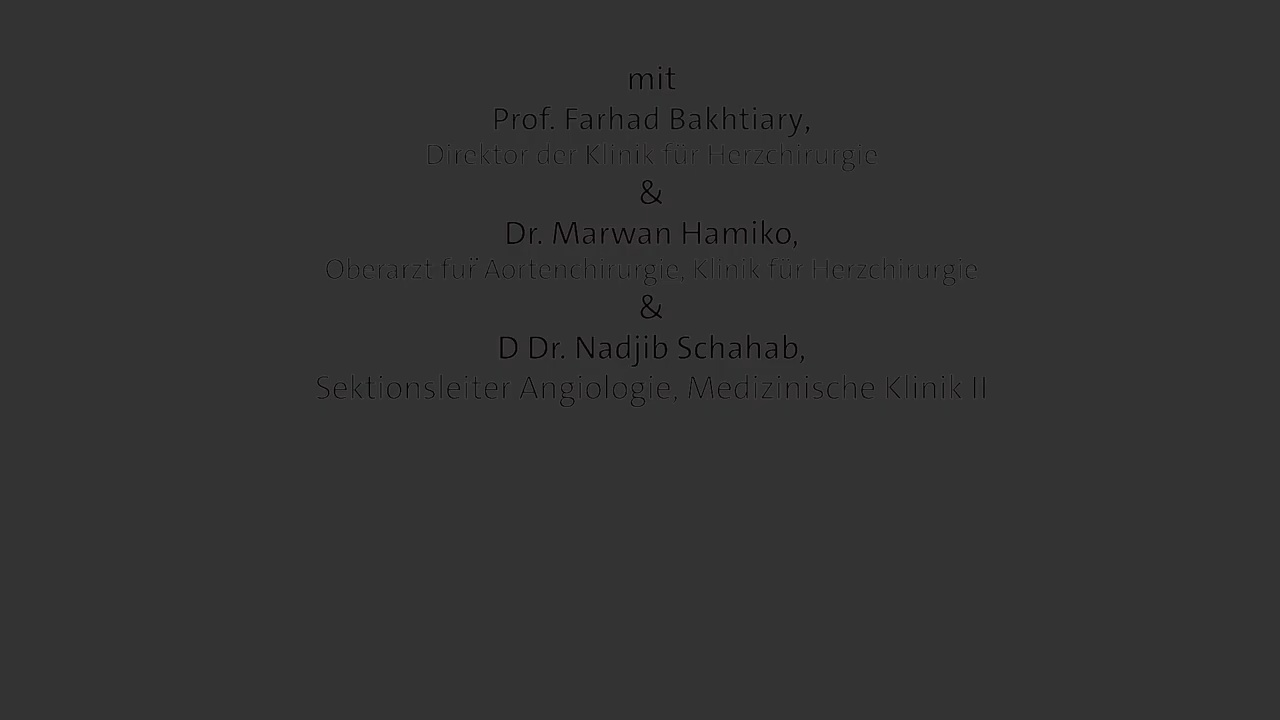 mit
Prof. Farhad Bakhtiary,
Direktor der Klinik für Herzchirurgie
&
Dr. Marwan Hamiko,
Oberarzt für Aortenchirurgie, Klinik für Herzchirurgie
&
D Dr. Nadjib Schahab,
Sektionsleiter Angiologie, Medizinische Klinik II